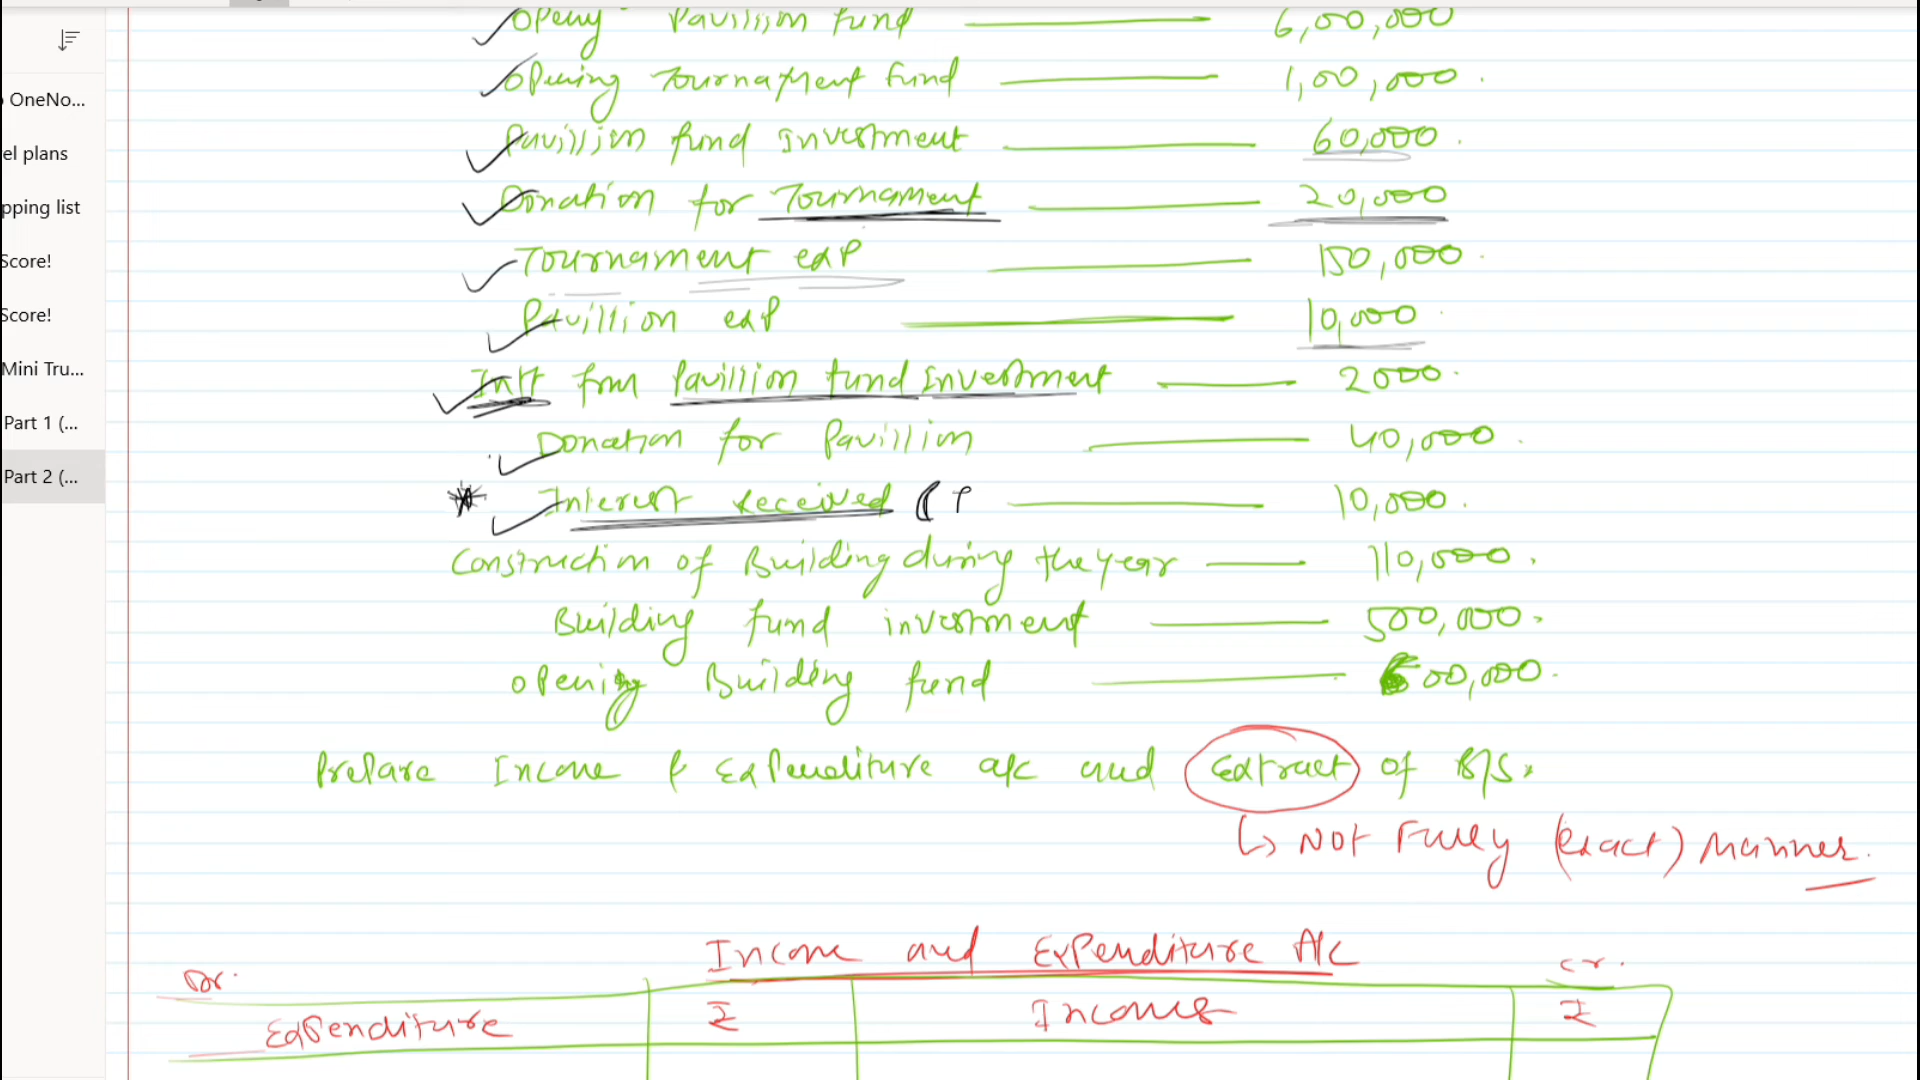 Openg Pavillion fund 6,00,000
Opening Tournament fund 1,00,000.
Pavillion fund Investment 60,000.
Donation for Tournament 20,000
Tournament exp 150,000.
Pavillion exp 10,000.
Intt from Pavillion fund Investment 2000.
Donation for Pavillion 40,000.
* Interest received (P 10,000.
Construction of Building during the year 110,000.
Building fund investment 500,000.
Opening Building fund 600,000.
Prepare Income & Expenditure a/c and Extract of B/S.
↳ Not Fully (exact) Manner.
Income and Expenditure A/c
Dr. Cr.
Expenditure ₹ Incomes ₹
OneNo...
el plans
pping list
Score!
Score!
Mini Tru...
Part 1 (...
Part 2 (...